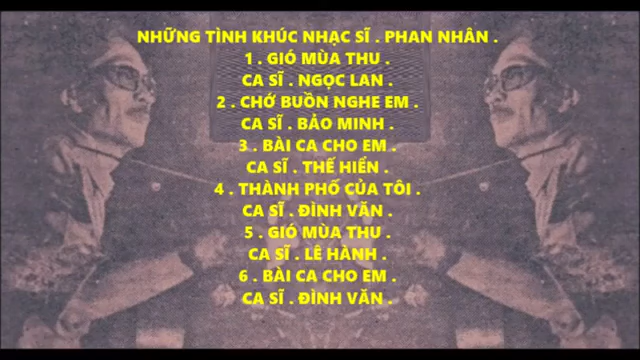 NHỮNG TÌNH KHÚC NHẠC SĨ . PHAN NHÂN .
1 . GIÓ MÙA THU .
CA SĨ . NGỌC LAN .
2 . CHỚ BUỒN NGHE EM .
CA SĨ . BẢO MINH .
3 . BÀI CA CHO EM .
CA SĨ . THẾ HIỂN .
4 . THÀNH PHỐ CỦA TÔI .
CA SĨ . ĐÌNH VĂN .
5 . GIÓ MÙA THU .
CA SĨ . LÊ HÀNH .
6 . BÀI CA CHO EM .
CA SĨ . ĐÌNH VĂN .